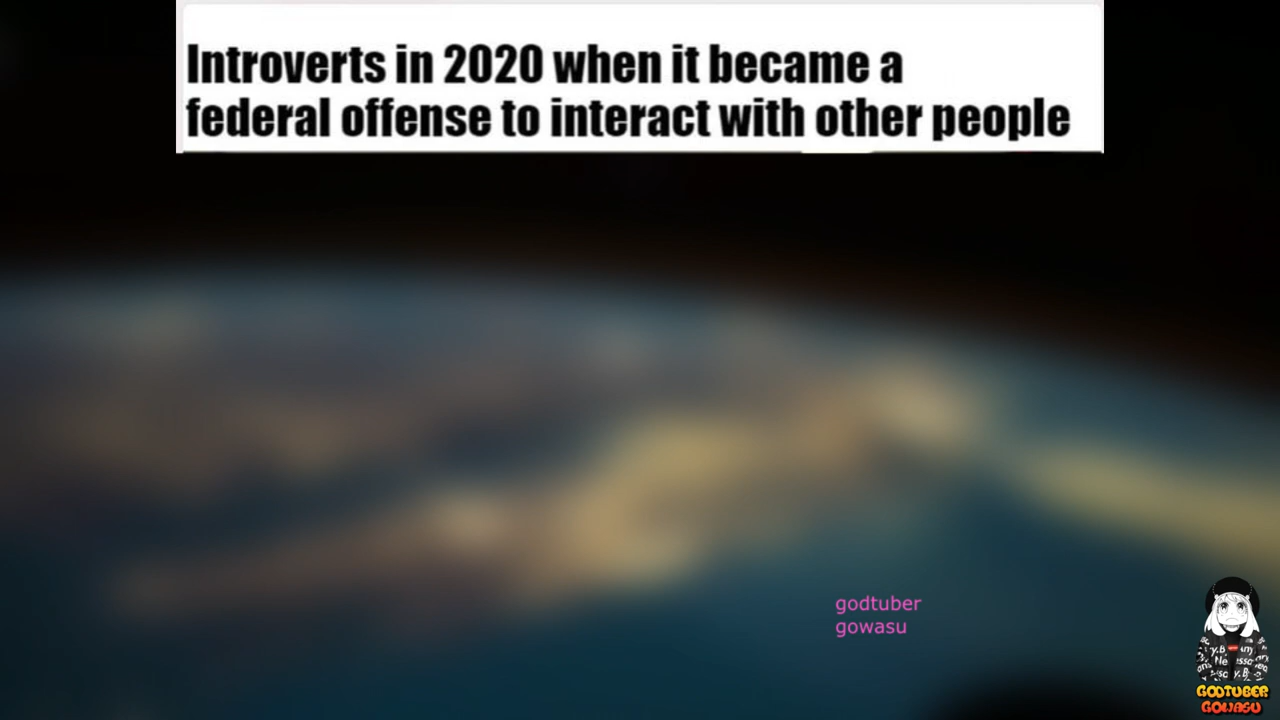 Introverts in 2020 when it became a
federal offense to interact with other people
godtuber
gowasu
GODTUBER
GOWASU